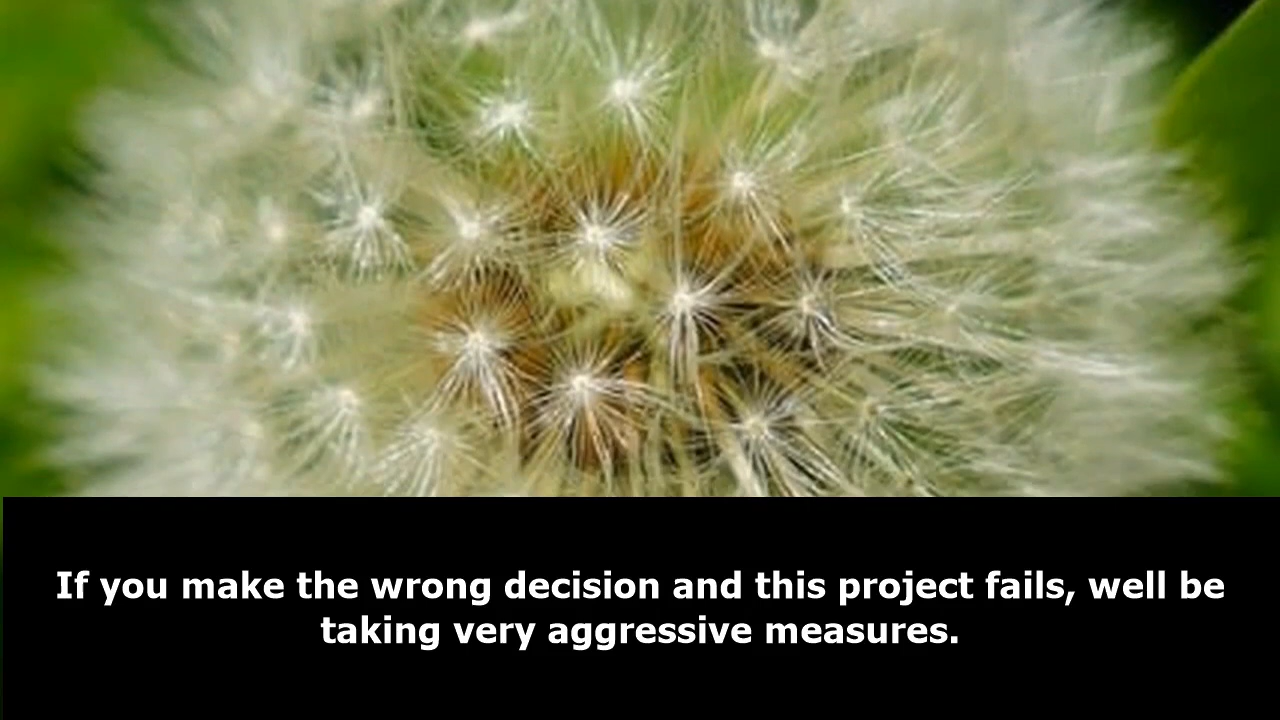 If you make the wrong decision and this project fails, well be
taking very aggressive measures.